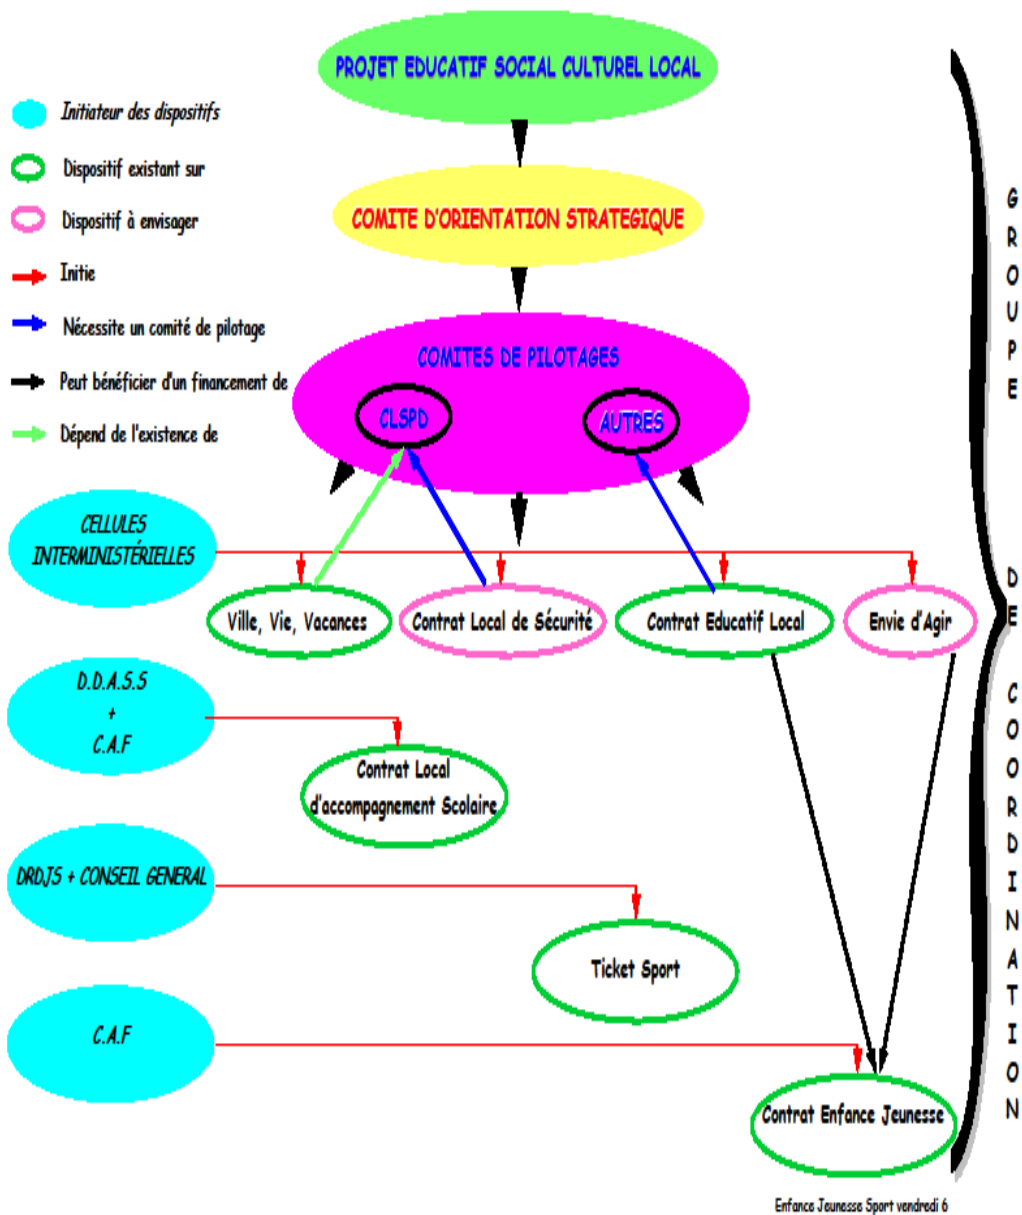 PROJET EDUCATIF SOCIAL CULTUREL LOCAL
Initiateur des dispositifs
Dispositif existant sur
Dispositif à envisager
Initie
Nécessite un comité de pilotage
Peut bénéficier d'un financement de
Dépend de l'existence de
COMITE D'ORIENTATION STRATEGIQUE
COMITES DE PILOTAGES
CLSPD
AUTRES
CELLULES
INTERMINISTÉRIELLES
Ville, Vie, Vacances
Contrat Local de Sécurité
Contrat Educatif Local
Envie d'Agir
D.D.A.S.S
+
C.A.F
Contrat Local
d'accompagnement Scolaire
DRDJS + CONSEIL GENERAL
Ticket Sport
C.A.F
Contrat Enfance Jeunesse
GROUPE DE COORDINATION
Enfance Jeunesse Sport vendredi 6